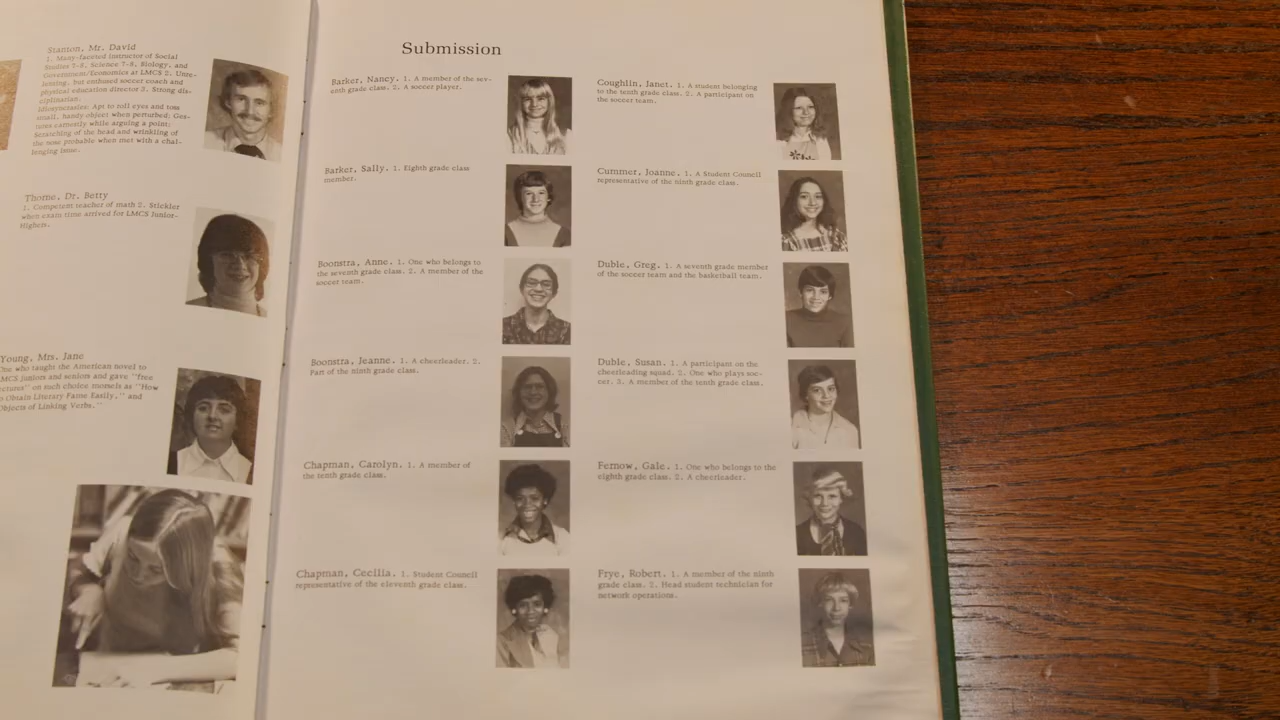 Stanton, Mr. David
1. Many-faceted instructor of Social
Studies 7-8, Science 7-8, Biology, and
Government/Economics at LMCS 2. Unre-
lenting, but enthused soccer coach and
physical education director 3. Strong dis-
ciplinarian.
Idiosyncrasies: Apt to roll eyes and toss
small, handy object when perturbed; Ges-
tures earnestly while arguing a point;
Scratching of the head and wrinkling of
the nose probable when met with a chal-
lenging issue.
Thorne, Dr. Betty
1. Competent teacher of math 2. Stickler
when exam time arrived for LMCS Junior-
Highers.
Young, Mrs. Jane
One who taught the American novel to
MCS juniors and seniors and gave "free
ectures" on such choice morsels as "How
o Obtain Literary Fame Easily," and
Objects of Linking Verbs."
Submission
Barker, Nancy. 1. A member of the sev-
enth grade class. 2. A soccer player.
Barker, Sally. 1. Eighth grade class
member.
Boonstra, Anne. 1. One who belongs to
the seventh grade class. 2. A member of the
soccer team.
Boonstra, Jeanne. 1. A cheerleader. 2.
Part of the ninth grade class.
Chapman, Carolyn. 1. A member of
the tenth grade class.
Chapman, Cecilia. 1. Student Council
representative of the eleventh grade class.
Coughlin, Janet. 1. A student belonging
to the tenth grade class. 2. A participant on
the soccer team.
Cummer, Joanne. 1. A Student Council
representative of the ninth grade class.
Duble, Greg. 1. A seventh grade member
of the soccer team and the basketball team.
Duble, Susan. 1. A participant on the
cheerleading squad. 2. One who plays soc-
cer. 3. A member of the tenth grade class.
Fernow, Gale. 1. One who belongs to the
eighth grade class. 2. A cheerleader.
Frye, Robert. 1. A member of the ninth
grade class. 2. Head student technician for
network operations.